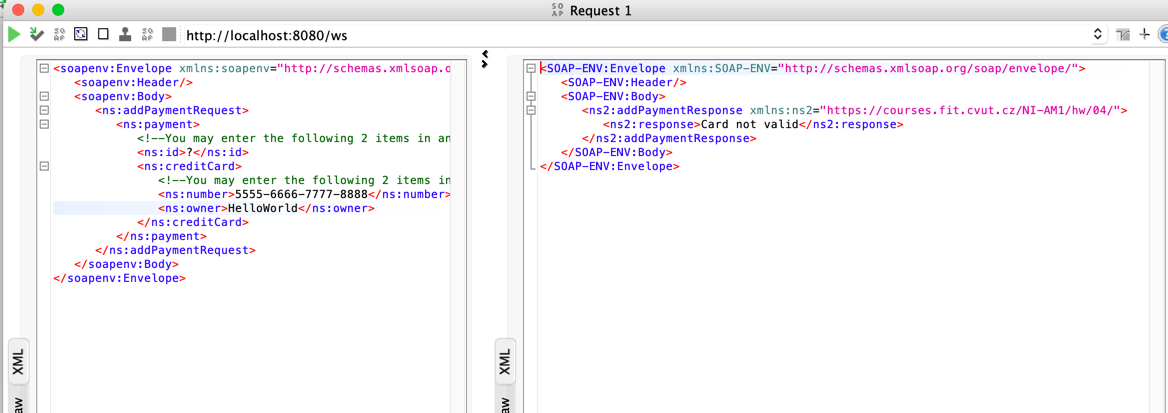 SO AP Request 1
SO AP SO AP http://localhost:8080/ws
<soapenv:Envelope xmlns:soapenv="http://schemas.xmlsoap.o
<soapenv:Header/>
<soapenv:Body>
<ns:addPaymentRequest>
<ns:payment>
<!--You may enter the following 2 items in an
<ns:id>?</ns:id>
<ns:creditCard>
<!--You may enter the following 2 items in
<ns:number>5555-6666-7777-8888</ns:number>
<ns:owner>HelloWorld</ns:owner>
</ns:creditCard>
</ns:payment>
</ns:addPaymentRequest>
</soapenv:Body>
</soapenv:Envelope>
XML
aw
<SOAP-ENV:Envelope xmlns:SOAP-ENV="http://schemas.xmlsoap.org/soap/envelope/">
<SOAP-ENV:Header/>
<SOAP-ENV:Body>
<ns2:addPaymentResponse xmlns:ns2="https://courses.fit.cvut.cz/NI-AM1/hw/04/">
<ns2:response>Card not valid</ns2:response>
</ns2:addPaymentResponse>
</SOAP-ENV:Body>
</SOAP-ENV:Envelope>
XML
aw